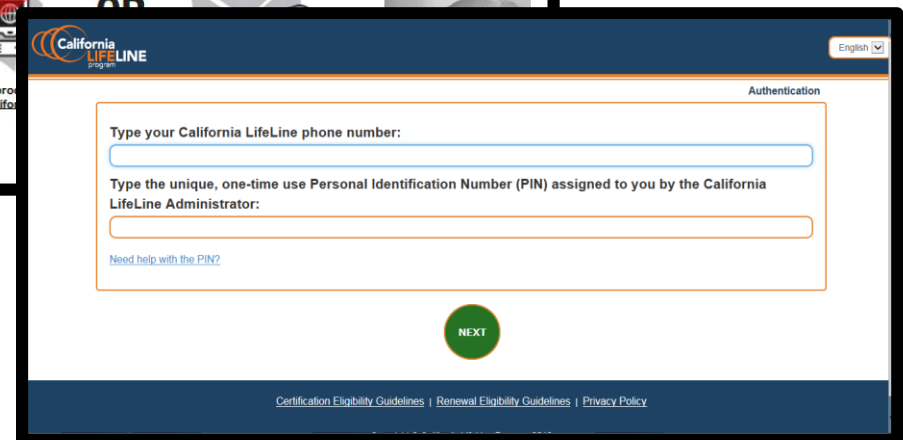 OR
California
LIFELINE
program
English
Authentication
Type your California LifeLine phone number:
Type the unique, one-time use Personal Identification Number (PIN) assigned to you by the California
LifeLine Administrator:
Need help with the PIN?
NEXT
Certification Eligibility Guidelines | Renewal Eligibility Guidelines | Privacy Policy